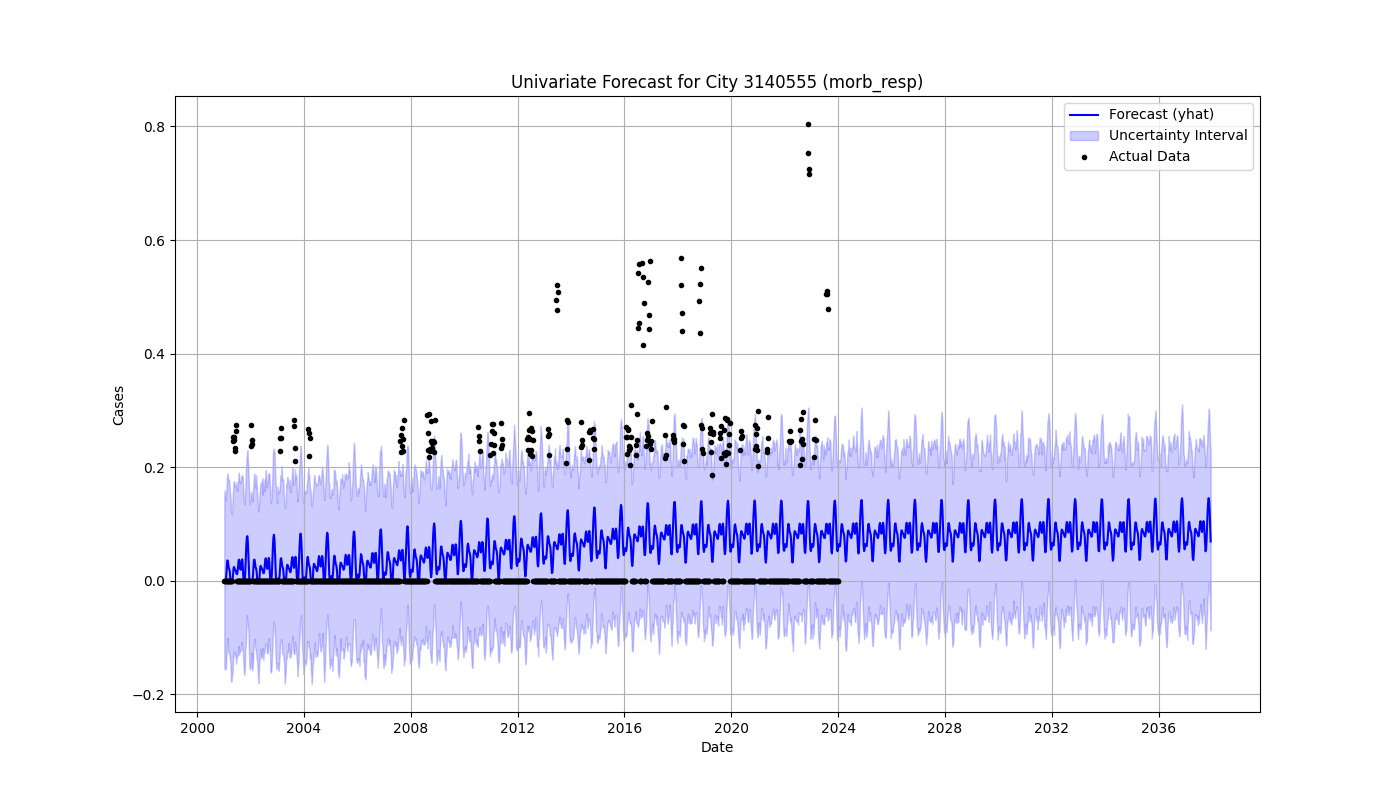 Univariate Forecast for City 3140555 (morb_resp)
Forecast (yhat)
Uncertainty Interval
Actual Data
0.8
0.6
0.4
0.2
0.0
−0.2
Cases
2000 2004 2008 2012 2016 2020 2024 2028 2032 2036
Date